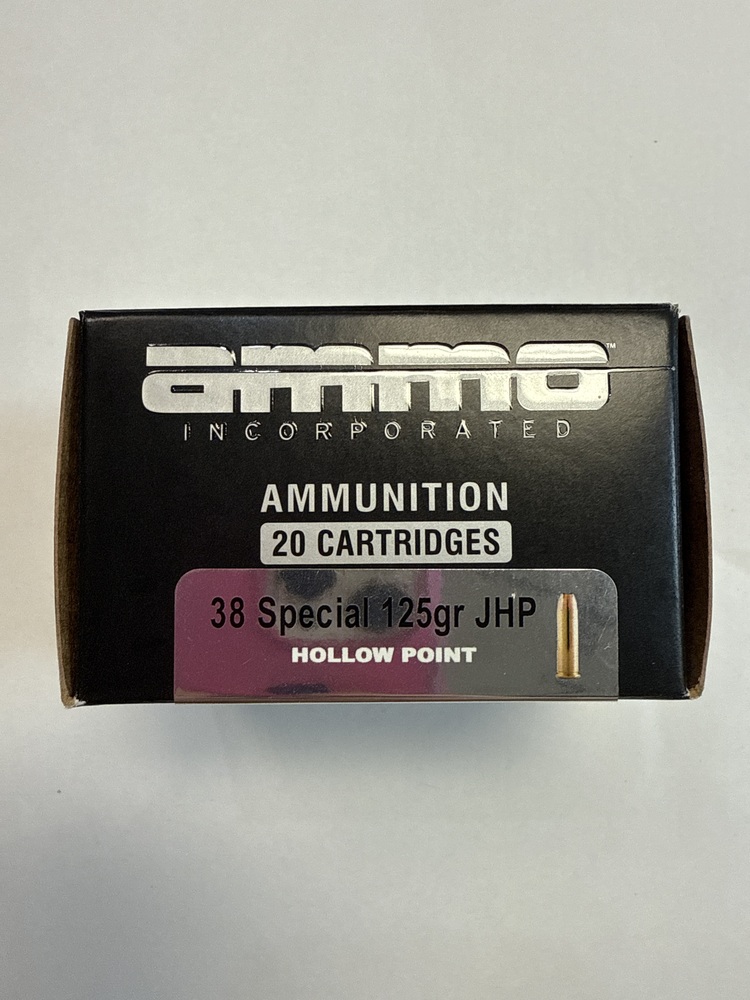 ammo™
INCORPORATED
AMMUNITION
20 CARTRIDGES
38 Special 125gr JHP
HOLLOW POINT